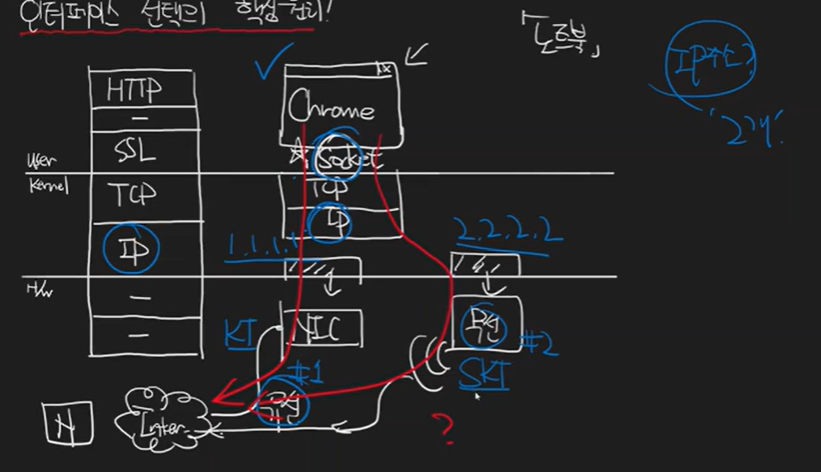 인터페이스 선택의 핵심원리!
「노트북」
IP주소?
'2개!'
HTTP
-
SSL
User
Kernel
TCP
IP
H/W
-
-
x
Chrome
Socket
TCP
IP
1.1.1.1
2.2.2.2
NIC
KT
#1
유선
무선
#2
SKT
N
Inter-
?